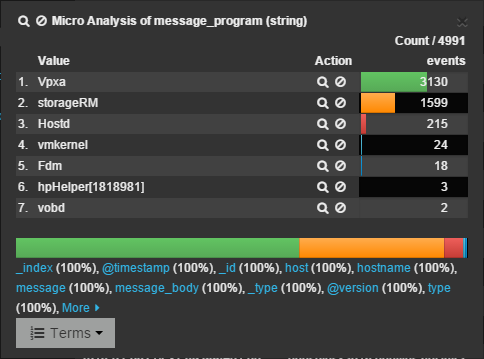 Micro Analysis of message_program (string)
Count / 4991
Value Action events
1. Vpxa 3130
2. storageRM 1599
3. Hostd 215
4. vmkernel 24
5. Fdm 18
6. hpHelper[1818981] 3
7. vobd 2
_index (100%), @timestamp (100%), _id (100%), host (100%), hostname (100%),
message (100%), message_body (100%), _type (100%), @version (100%), type
(100%), More
Terms